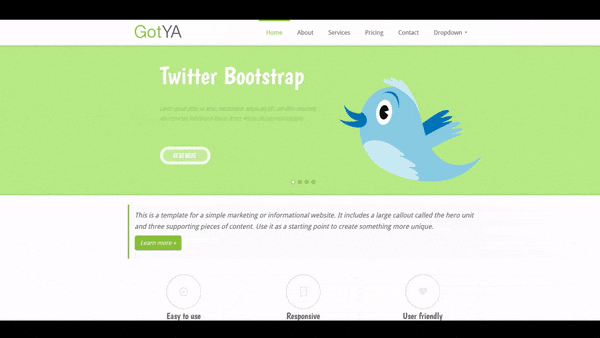 GotYA
Home About Services Pricing Contact Dropdown
Twitter Bootstrap
READ MORE
This is a template for a simple marketing or informational website. It includes a large callout called the hero unit
and three supporting pieces of content. Use it as a starting point to create something more unique.
Learn more »
Easy to use Responsive User friendly